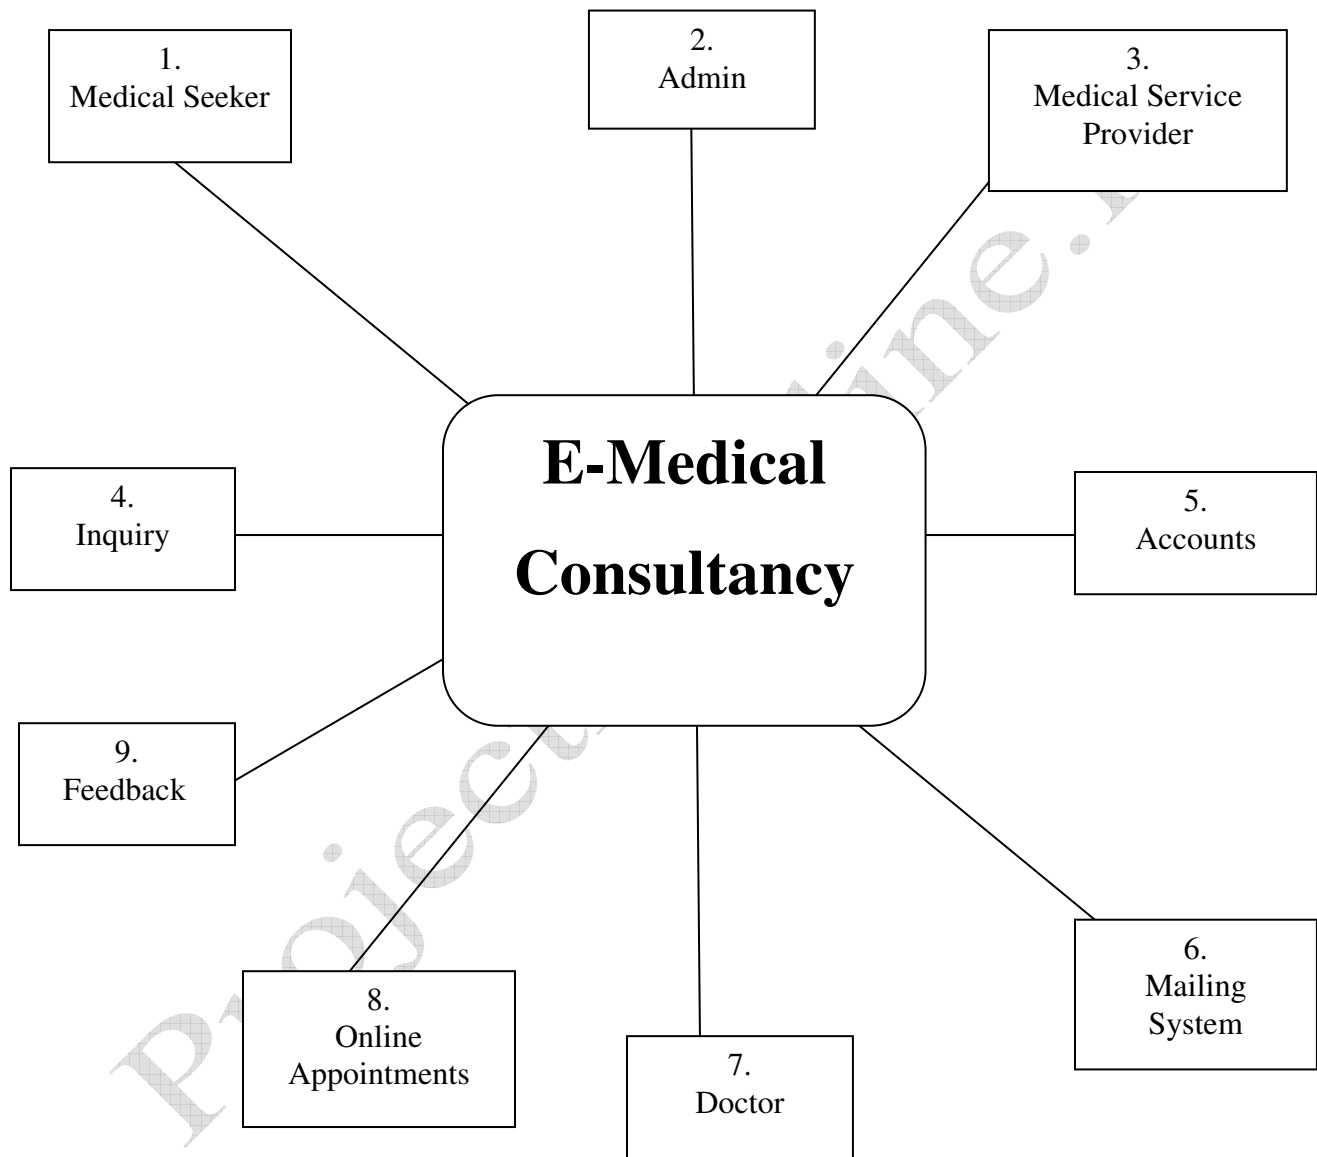 1.
Medical Seeker
2.
Admin
3.
Medical Service
Provider
E-Medical
Consultancy
4.
Inquiry
5.
Accounts
9.
Feedback
6.
Mailing
System
8.
Online
Appointments
7.
Doctor